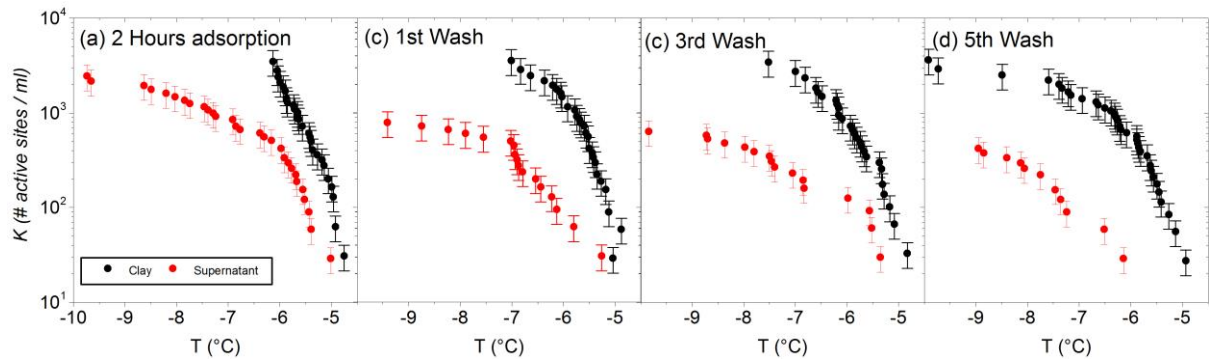 (a) 2 Hours adsorption
(c) 1st Wash
(c) 3rd Wash
(d) 5th Wash
K (# active sites / ml)
10⁴
10³
10²
10¹
Clay Supernatant
-10 -9 -8 -7 -6 -5
-9 -8 -7 -6 -5
-9 -8 -7 -6 -5
-9 -8 -7 -6 -5
T (°C) T (°C) T (°C) T (°C)